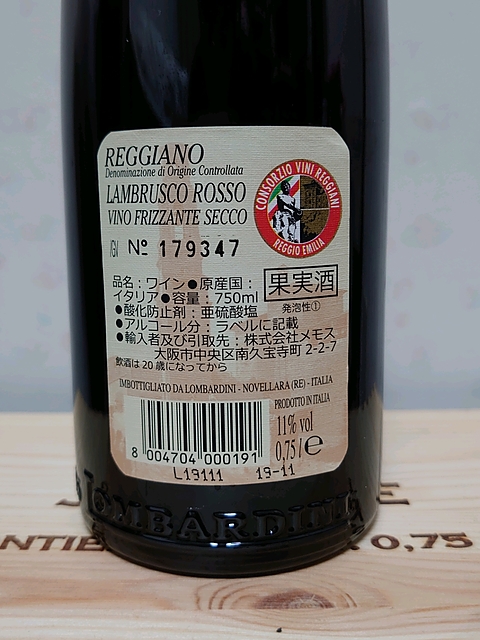 REGGIANO
Denominazione di Origine Controllata
LAMBRUSCO ROSSO
VINO FRIZZANTE SECCO
CONSORZIO VINI REGGIANI
REGGIO EMILIA
/GV Nº 179347
品名：ワイン●原産国：
イタリア●容量：750ml
果実酒
発泡性①
●酸化防止剤：亜硫酸塩
●アルコール分：ラベルに記載
●輸入者及び引取先：株式会社メモス
大阪市中央区南久宝寺町 2-2-7
飲酒は20歳になってから
IMBOTTIGLIATO DA LOMBARDINI - NOVELLARA (RE) - ITALIA
PRODOTTO IN ITALIA
11% vol
0,75 l e
8 004704 000191
L19111 19-11
LOMBARDINI
0,75